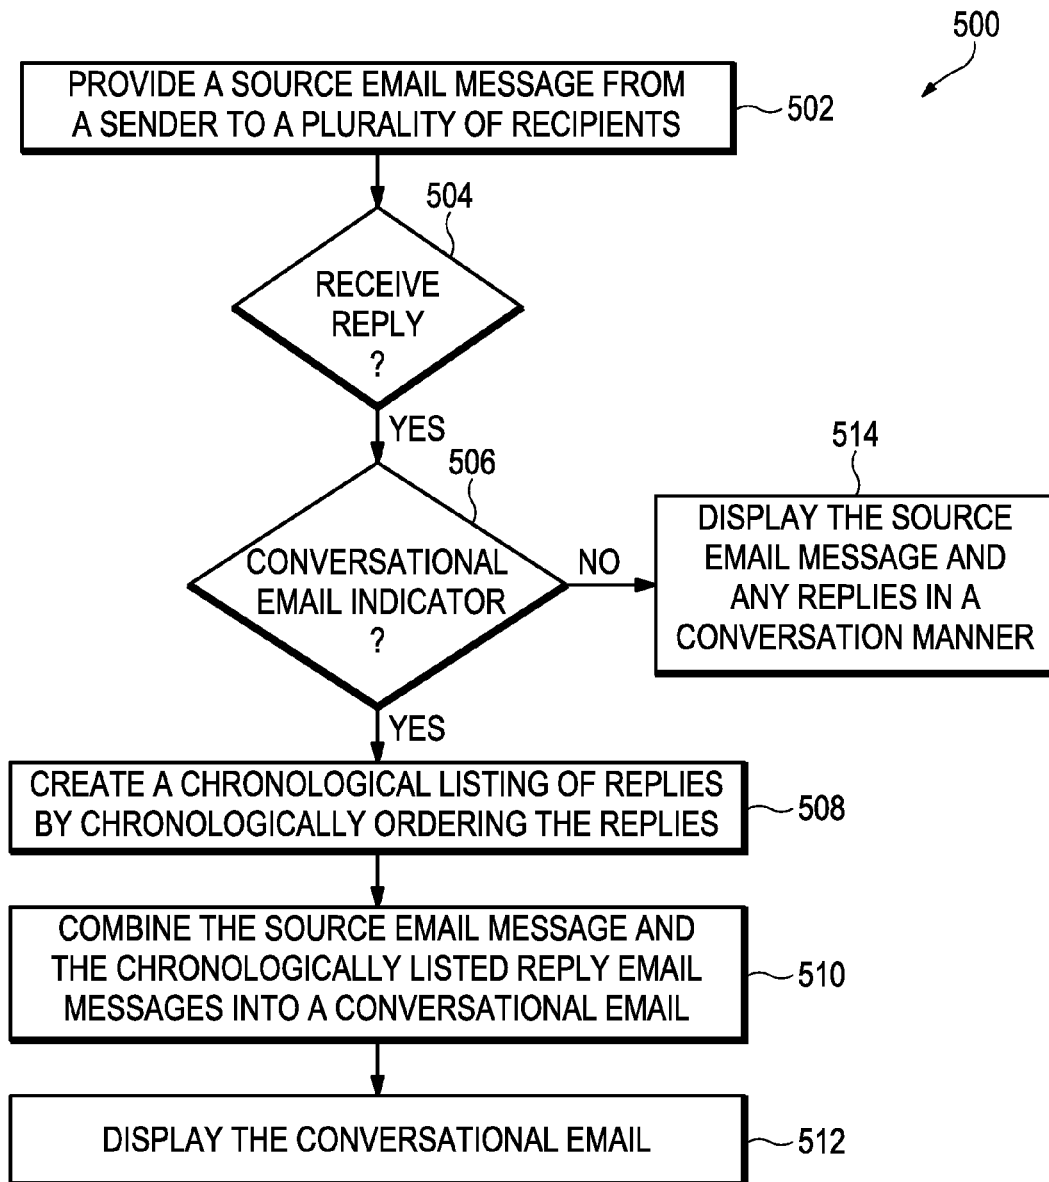 500
PROVIDE A SOURCE EMAIL MESSAGE FROM
A SENDER TO A PLURALITY OF RECIPIENTS
502
504
RECEIVE
REPLY
?
YES
506
CONVERSATIONAL
EMAIL INDICATOR
?
NO
514
DISPLAY THE SOURCE
EMAIL MESSAGE AND
ANY REPLIES IN A
CONVERSATION MANNER
YES
CREATE A CHRONOLOGICAL LISTING OF REPLIES
BY CHRONOLOGICALLY ORDERING THE REPLIES
508
COMBINE THE SOURCE EMAIL MESSAGE AND
THE CHRONOLOGICALLY LISTED REPLY EMAIL
MESSAGES INTO A CONVERSATIONAL EMAIL
510
DISPLAY THE CONVERSATIONAL EMAIL
512